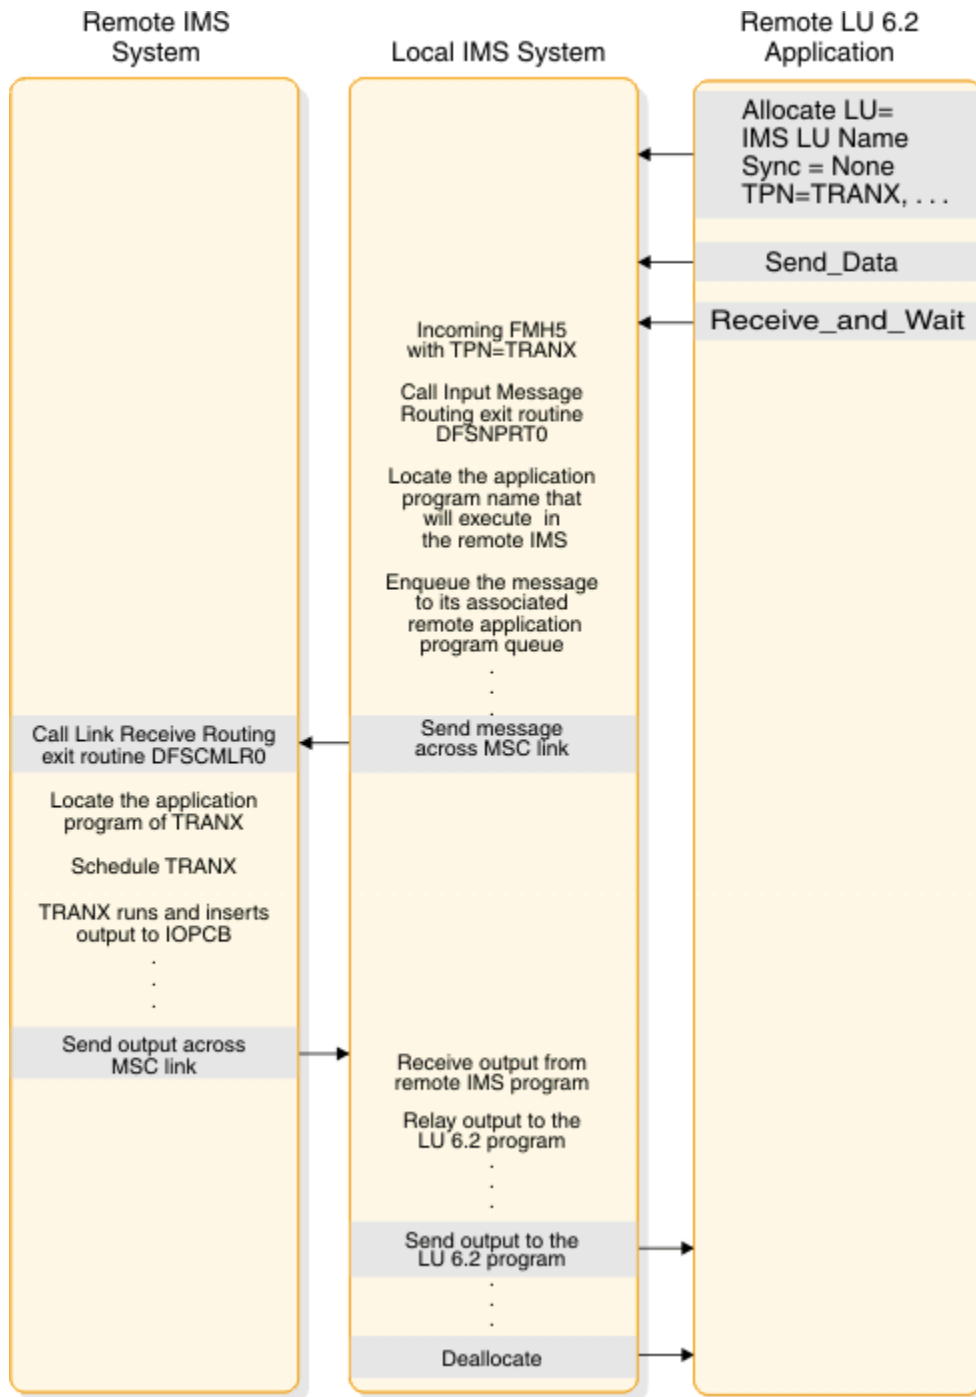 Remote IMS
System
Local IMS System
Remote LU 6.2
Application
Allocate LU=
IMS LU Name
Sync = None
TPN=TRANX, . . .
Send_Data
Receive_and_Wait
Incoming FMH5
with TPN=TRANX
Call Input Message
Routing exit routine
DFSNPRT0
Locate the application
program name that
will execute in
the remote IMS
Enqueue the message
to its associated
remote application
program queue
.
.
.
Send message
across MSC link
Call Link Receive Routing
exit routine DFSCMLR0
Locate the application
program of TRANX
Schedule TRANX
TRANX runs and inserts
output to IOPCB
.
.
.
Send output across
MSC link
Receive output from
remote IMS program
Relay output to the
LU 6.2 program
.
.
.
Send output to the
LU 6.2 program
.
.
.
Deallocate